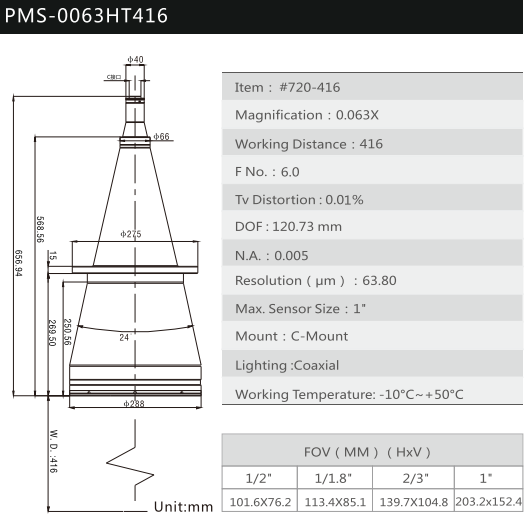 PMS-0063HT416
Φ40
C接口
Φ66
Φ275
15
568.56
656.94
269.50
250.56
24
Φ288
W.D.:416
Unit:mm
Item : #720-416
Magnification : 0.063X
Working Distance : 416
F No. : 6.0
Tv Distortion : 0.01%
DOF : 120.73 mm
N.A. : 0.005
Resolution (μm) : 63.80
Max. Sensor Size : 1"
Mount : C-Mount
Lighting :Coaxial
Working Temperature: -10°C~+50°C
FOV ( MM ) ( HxV )
1/2" 1/1.8" 2/3" 1"
101.6X76.2 113.4X85.1 139.7X104.8 203.2x152.4